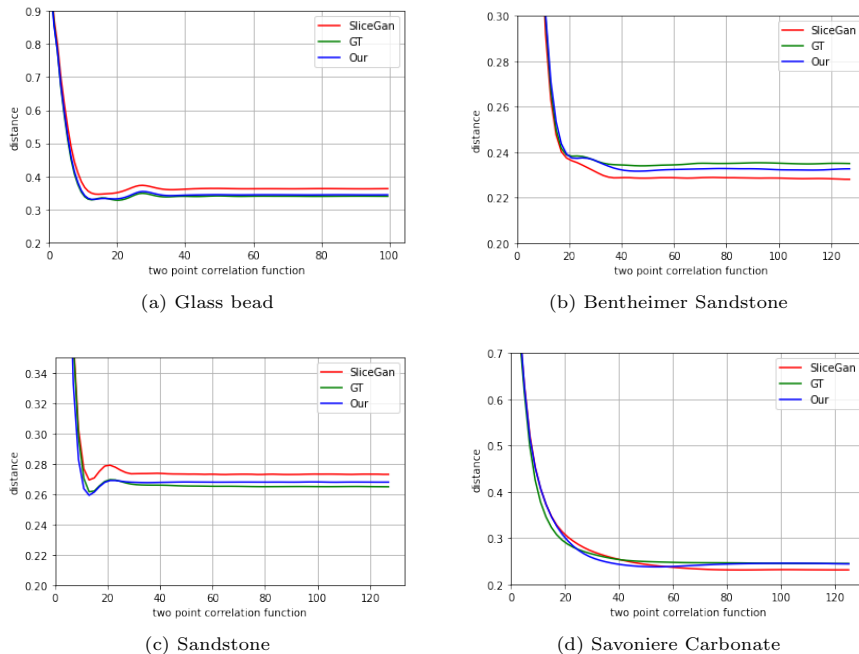 0.9
0.8
0.7
0.6
0.5
0.4
0.3
0.2
distance
0 20 40 60 80 100
two point correlation function
SliceGan
GT
Our
(a) Glass bead
0.30
0.28
0.26
0.24
0.22
0.20
distance
0 20 40 60 80 100 120
two point correlation function
SliceGan
GT
Our
(b) Bentheimer Sandstone
0.34
0.32
0.30
0.28
0.26
0.24
0.22
0.20
distance
0 20 40 60 80 100 120
two point correlation function
SliceGan
GT
Our
(c) Sandstone
0.7
0.6
0.5
0.4
0.3
0.2
distance
0 20 40 60 80 100 120
two point correlation function
SliceGan
GT
Our
(d) Savoniere Carbonate